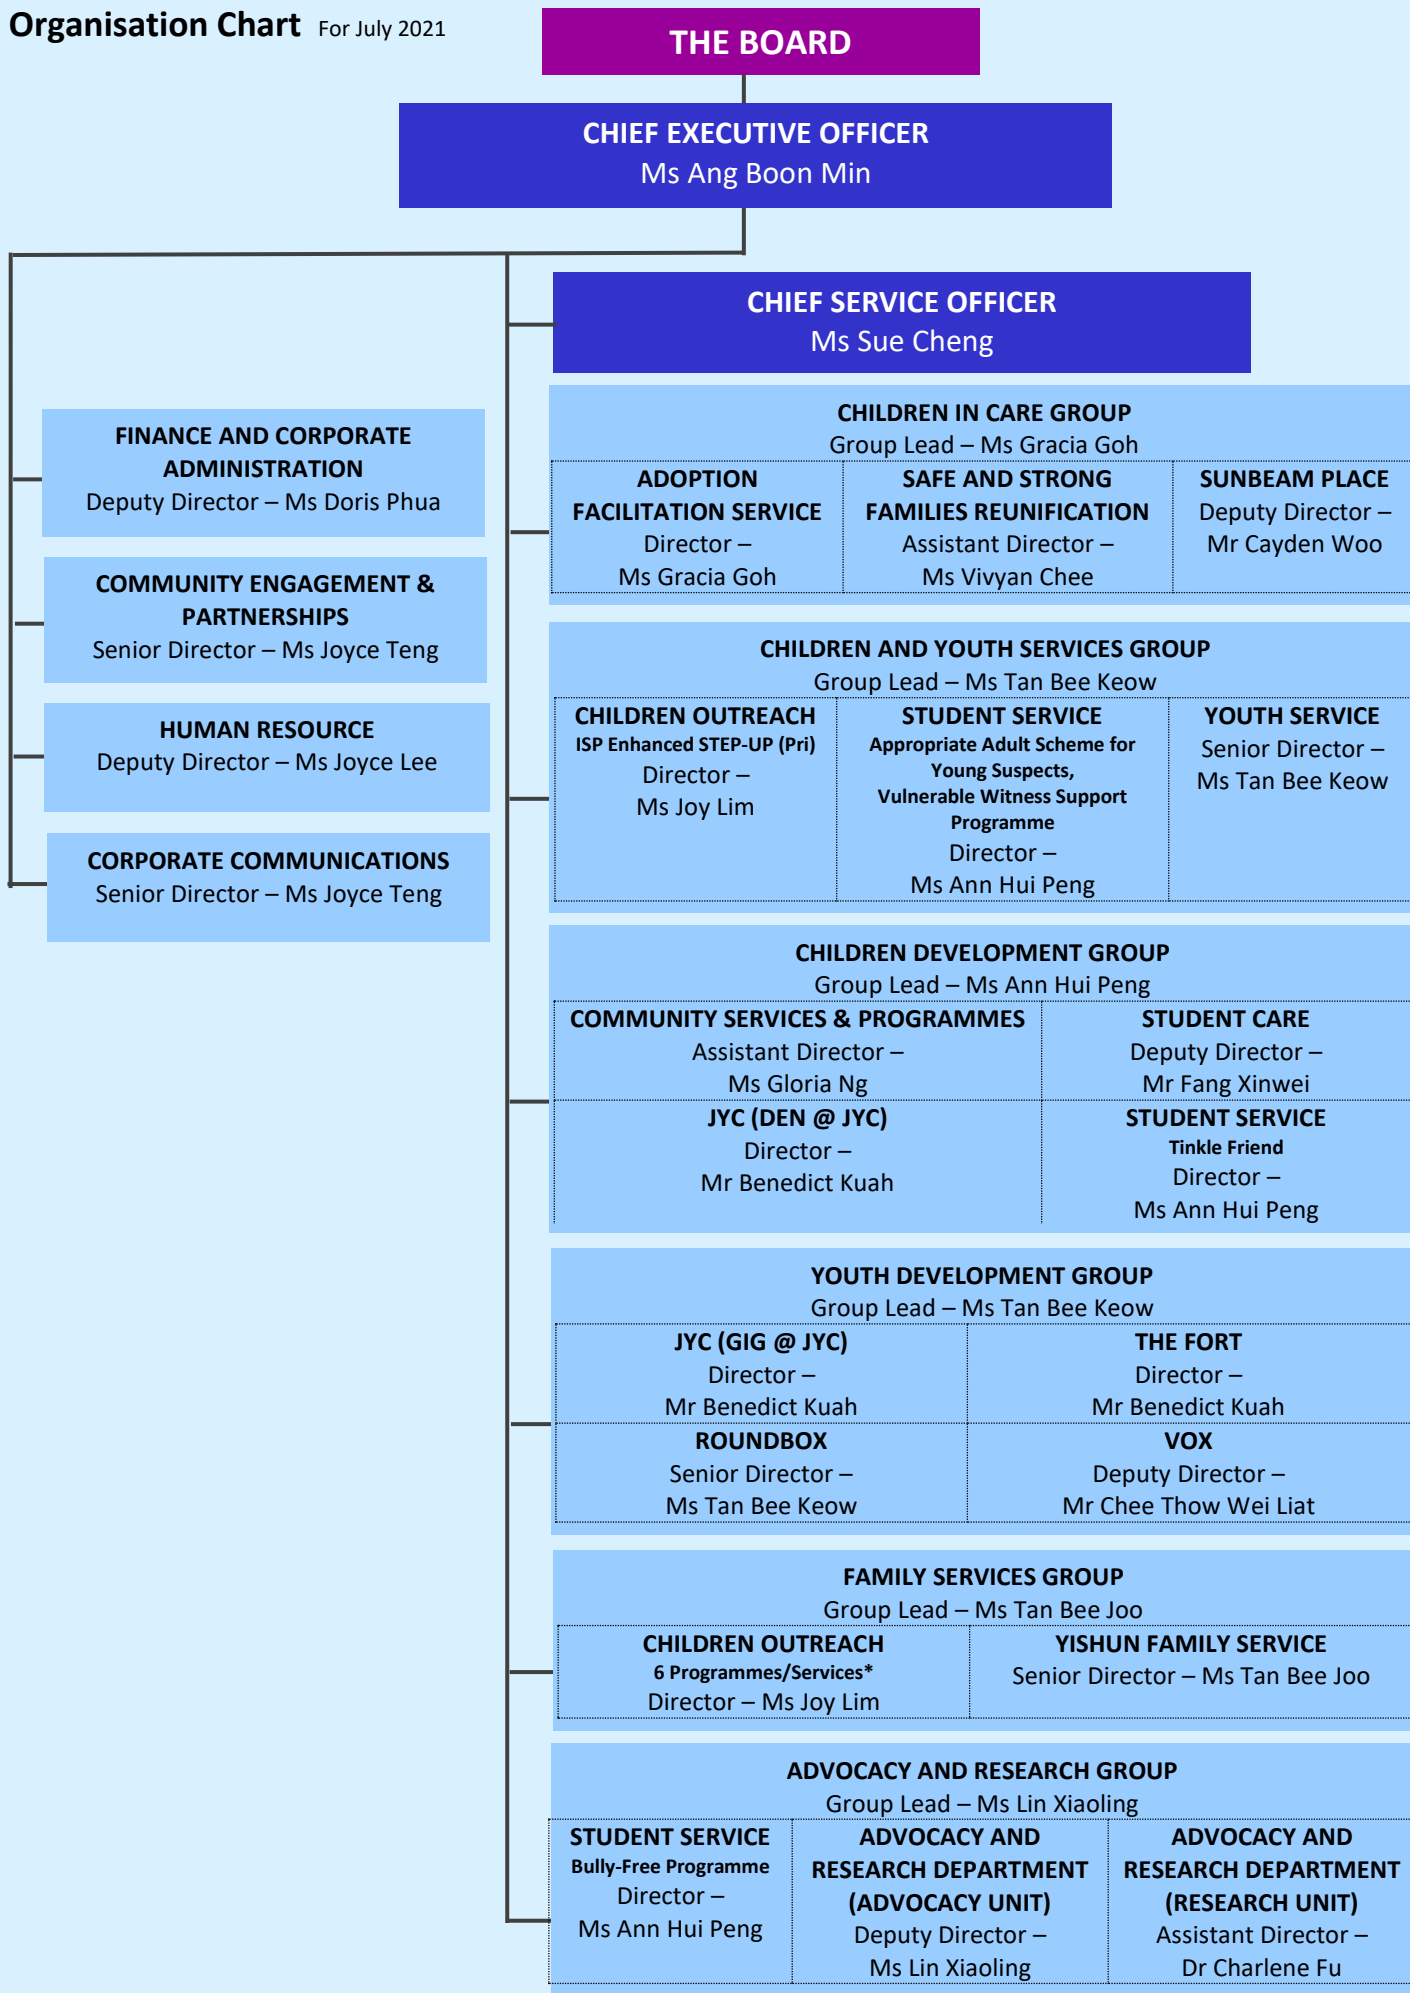 Organisation Chart For July 2021
THE BOARD
CHIEF EXECUTIVE OFFICER
Ms Ang Boon Min
CHIEF SERVICE OFFICER
Ms Sue Cheng
FINANCE AND CORPORATE
ADMINISTRATION
Deputy Director – Ms Doris Phua
COMMUNITY ENGAGEMENT &
PARTNERSHIPS
Senior Director – Ms Joyce Teng
HUMAN RESOURCE
Deputy Director – Ms Joyce Lee
CORPORATE COMMUNICATIONS
Senior Director – Ms Joyce Teng
CHILDREN IN CARE GROUP
Group Lead – Ms Gracia Goh
ADOPTION
FACILITATION SERVICE
Director –
Ms Gracia Goh
SAFE AND STRONG
FAMILIES REUNIFICATION
Assistant Director –
Ms Vivyan Chee
SUNBEAM PLACE
Deputy Director –
Mr Cayden Woo
CHILDREN AND YOUTH SERVICES GROUP
Group Lead – Ms Tan Bee Keow
CHILDREN OUTREACH
ISP Enhanced STEP-UP (Pri)
Director –
Ms Joy Lim
STUDENT SERVICE
Appropriate Adult Scheme for
Young Suspects,
Vulnerable Witness Support
Programme
Director –
Ms Ann Hui Peng
YOUTH SERVICE
Senior Director –
Ms Tan Bee Keow
CHILDREN DEVELOPMENT GROUP
Group Lead – Ms Ann Hui Peng
COMMUNITY SERVICES & PROGRAMMES
Assistant Director –
Ms Gloria Ng
STUDENT CARE
Deputy Director –
Mr Fang Xinwei
JYC (DEN @ JYC)
Director –
Mr Benedict Kuah
STUDENT SERVICE
Tinkle Friend
Director –
Ms Ann Hui Peng
YOUTH DEVELOPMENT GROUP
Group Lead – Ms Tan Bee Keow
JYC (GIG @ JYC)
Director –
Mr Benedict Kuah
THE FORT
Director –
Mr Benedict Kuah
ROUNDBOX
Senior Director –
Ms Tan Bee Keow
VOX
Deputy Director –
Mr Chee Thow Wei Liat
FAMILY SERVICES GROUP
Group Lead – Ms Tan Bee Joo
CHILDREN OUTREACH
6 Programmes/Services*
Director – Ms Joy Lim
YISHUN FAMILY SERVICE
Senior Director – Ms Tan Bee Joo
ADVOCACY AND RESEARCH GROUP
Group Lead – Ms Lin Xiaoling
STUDENT SERVICE
Bully-Free Programme
Director –
Ms Ann Hui Peng
ADVOCACY AND
RESEARCH DEPARTMENT
(ADVOCACY UNIT)
Deputy Director –
Ms Lin Xiaoling
ADVOCACY AND
RESEARCH DEPARTMENT
(RESEARCH UNIT)
Assistant Director –
Dr Charlene Fu